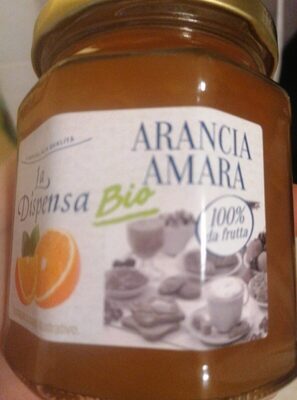 la
Dispensa
Bio
ARANCIA
AMARA
100%
da frutta